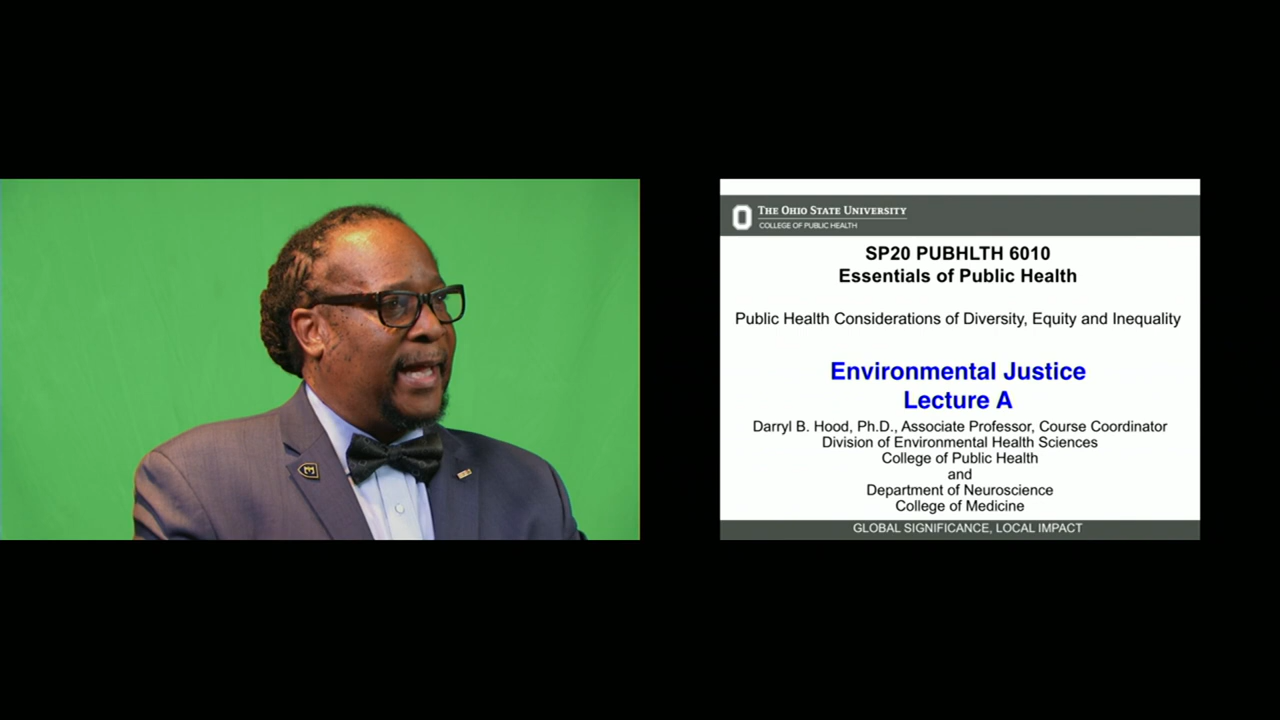 THE OHIO STATE UNIVERSITY
COLLEGE OF PUBLIC HEALTH
SP20 PUBHLTH 6010
Essentials of Public Health
Public Health Considerations of Diversity, Equity and Inequality
Environmental Justice
Lecture A
Darryl B. Hood, Ph.D., Associate Professor, Course Coordinator
Division of Environmental Health Sciences
College of Public Health
and
Department of Neuroscience
College of Medicine
GLOBAL SIGNIFICANCE, LOCAL IMPACT